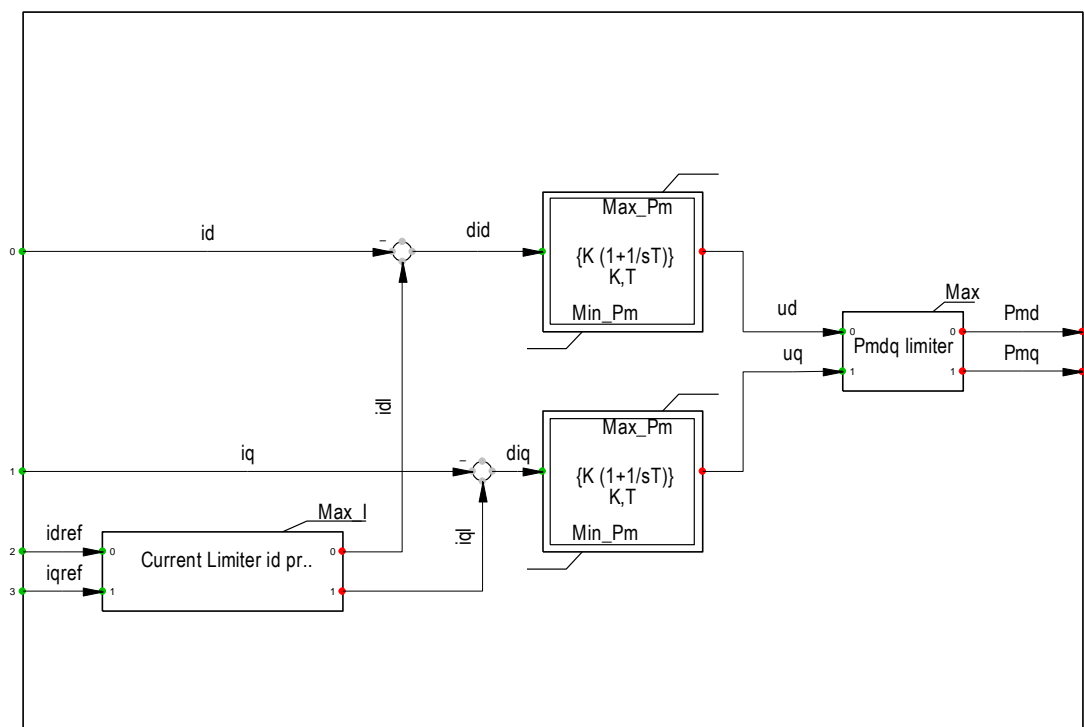 Max_Pm
id
did
0
{K (1+1/sT)}
K,T
–
Max
Min_Pm
ud
Pmd
0
0
Pmdq limiter
uq
Pmq
1
1
idl
Max_Pm
iq
diq
1
–
{K (1+1/sT)}
K,T
Max_I
iql
Min_Pm
idref
2
0
Current Limiter id pr..
0
iqref
3
1
1